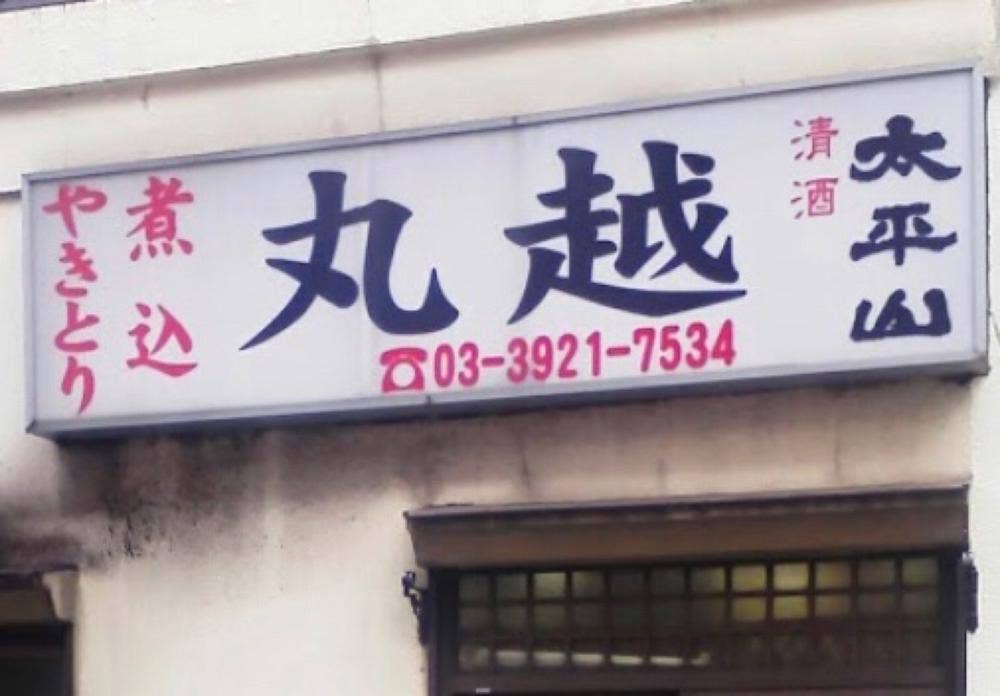 清酒
太平山
丸越
☎03-3921-7534
煮込
やきとり